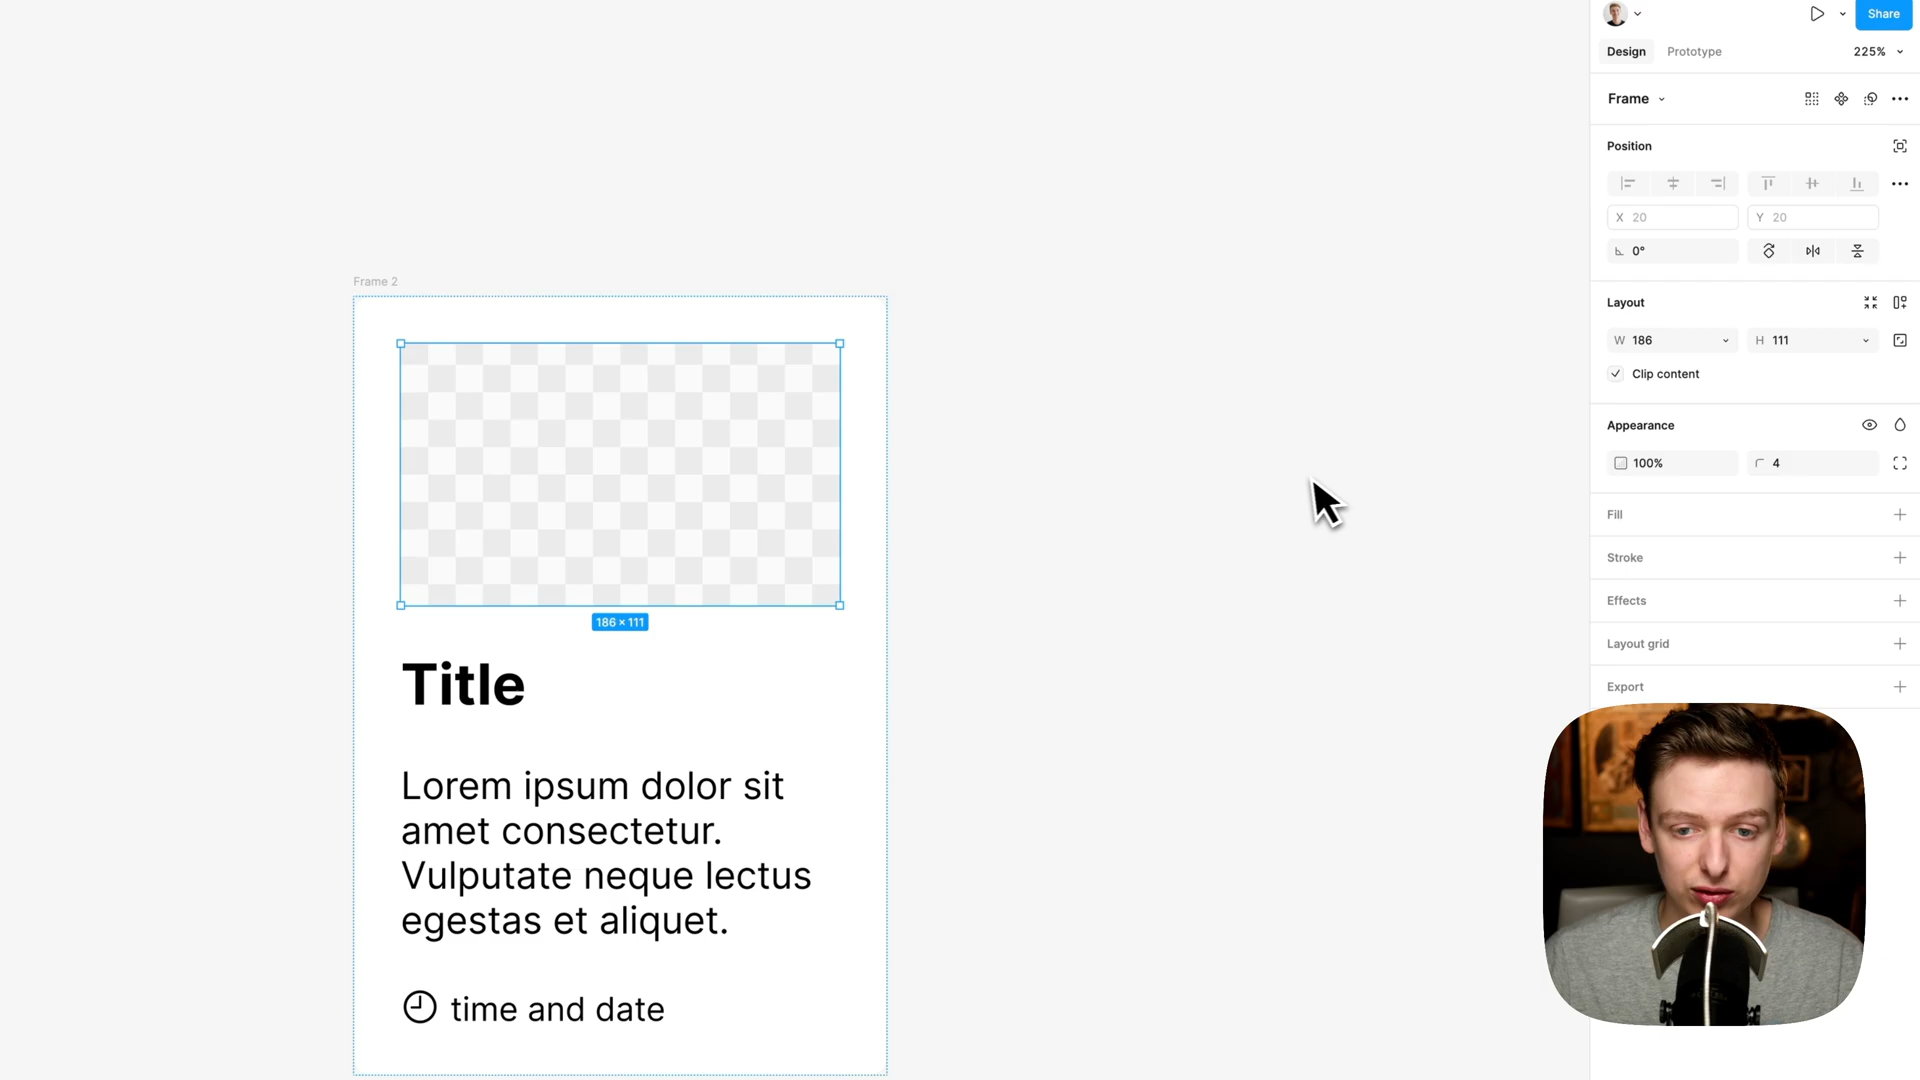 Share
Design Prototype 225%
Frame
Position
X 20 Y 20
0°
Layout
W 186 H 111
Clip content
Appearance
100% 4
Fill
Stroke
Effects
Layout grid
Export
Frame 2
186 × 111
Title
Lorem ipsum dolor sit
amet consectetur.
Vulputate neque lectus
egestas et aliquet.
time and date